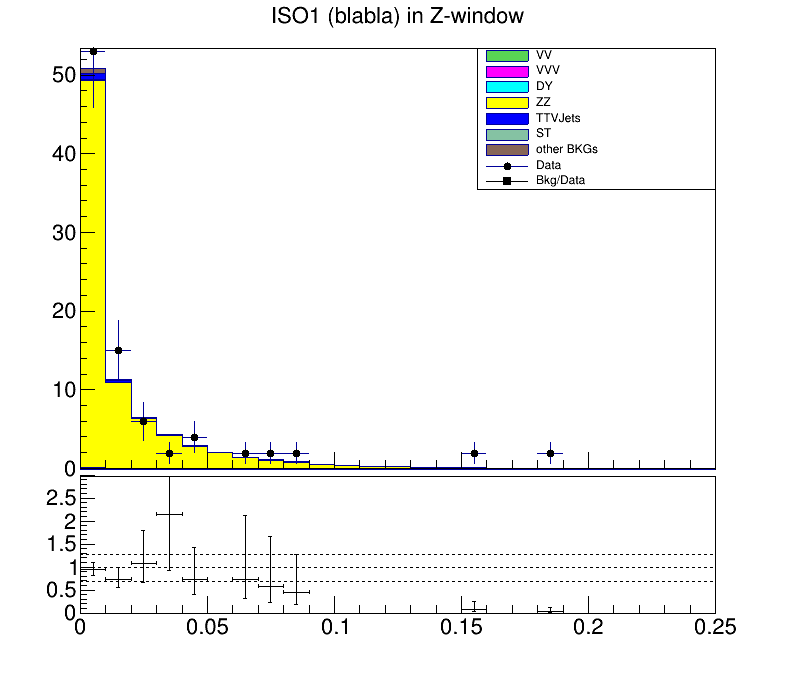 ISO1 (blabla) in Z-window
50
40
30
20
10
0
VV
VVV
DY
ZZ
TTVJets
ST
other BKGs
Data
Bkg/Data
2.5
2
1.5
1
0.5
0
0 0.05 0.1 0.15 0.2 0.25